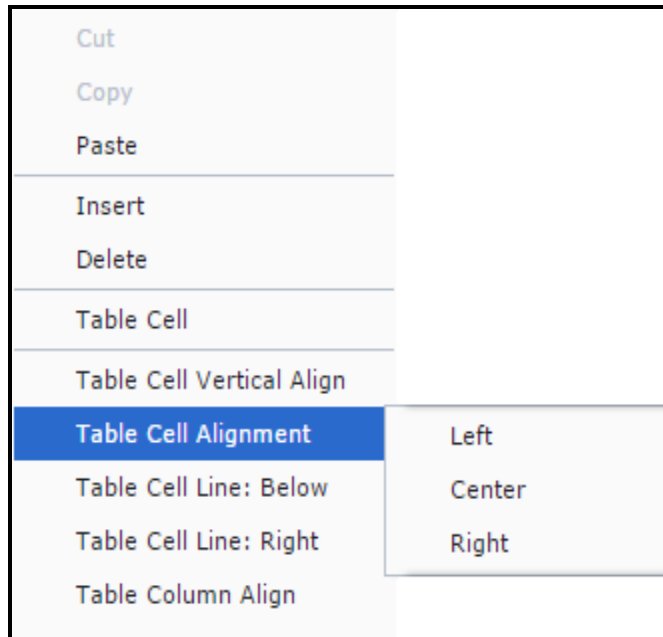 Cut
Copy
Paste
Insert
Delete
Table Cell
Table Cell Vertical Align
Table Cell Alignment
Left
Center
Right
Table Cell Line: Below
Table Cell Line: Right
Table Column Align